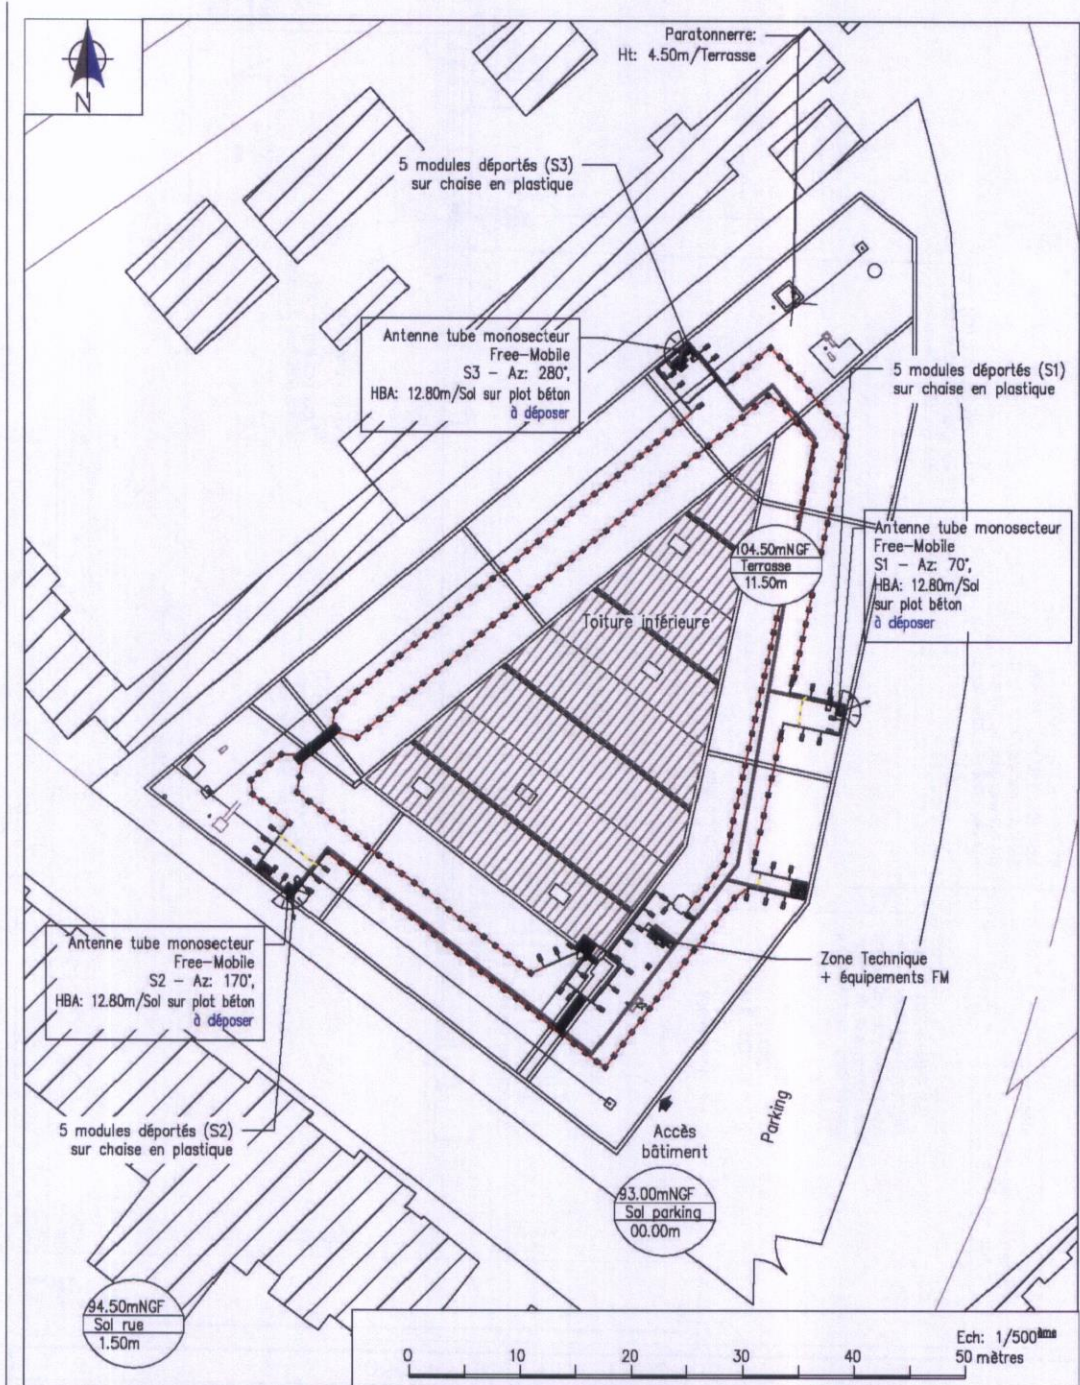 N
Paratonnerre:
Ht: 4.50m/Terrasse
5 modules déportés (S3)
sur chaise en plastique
Antenne tube monosecteur
Free-Mobile
S3 - Az: 280°,
HBA: 12.80m/Sol sur plot béton
à déposer
5 modules déportés (S1)
sur chaise en plastique
Antenne tube monosecteur
Free-Mobile
S1 - Az: 70°,
HBA: 12.80m/Sol
sur plot béton
à déposer
104.50mNGF
Terrasse
11.50m
Toiture inférieure
Antenne tube monosecteur
Free-Mobile
S2 - Az: 170°,
HBA: 12.80m/Sol sur plot béton
à déposer
Zone Technique
+ équipements FM
5 modules déportés (S2)
sur chaise en plastique
Accès
bâtiment
Parking
93.00mNGF
Sol parking
00.00m
94.50mNGF
Sol rue
1.50m
Ech: 1/500ème
0 10 20 30 40 50 mètres